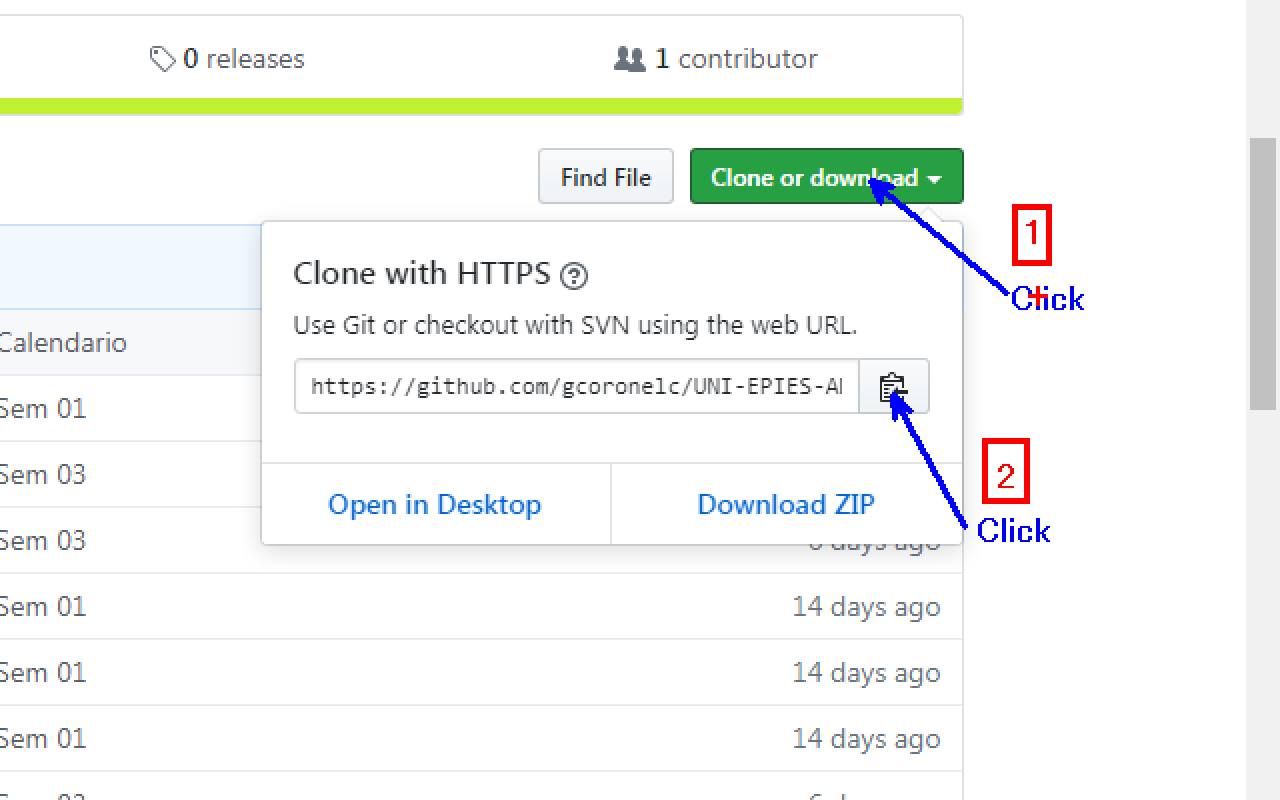 0 releases
1 contributor
Find File
Clone or download
1
Click
Clone with HTTPS
Use Git or checkout with SVN using the web URL.
Calendario
https://github.com/gcoronelc/UNI-EPIES-A
Sem 01
2
Sem 03
Open in Desktop
Download ZIP
Click
Sem 03
days ago
Sem 01
14 days ago
Sem 01
14 days ago
Sem 01
14 days ago